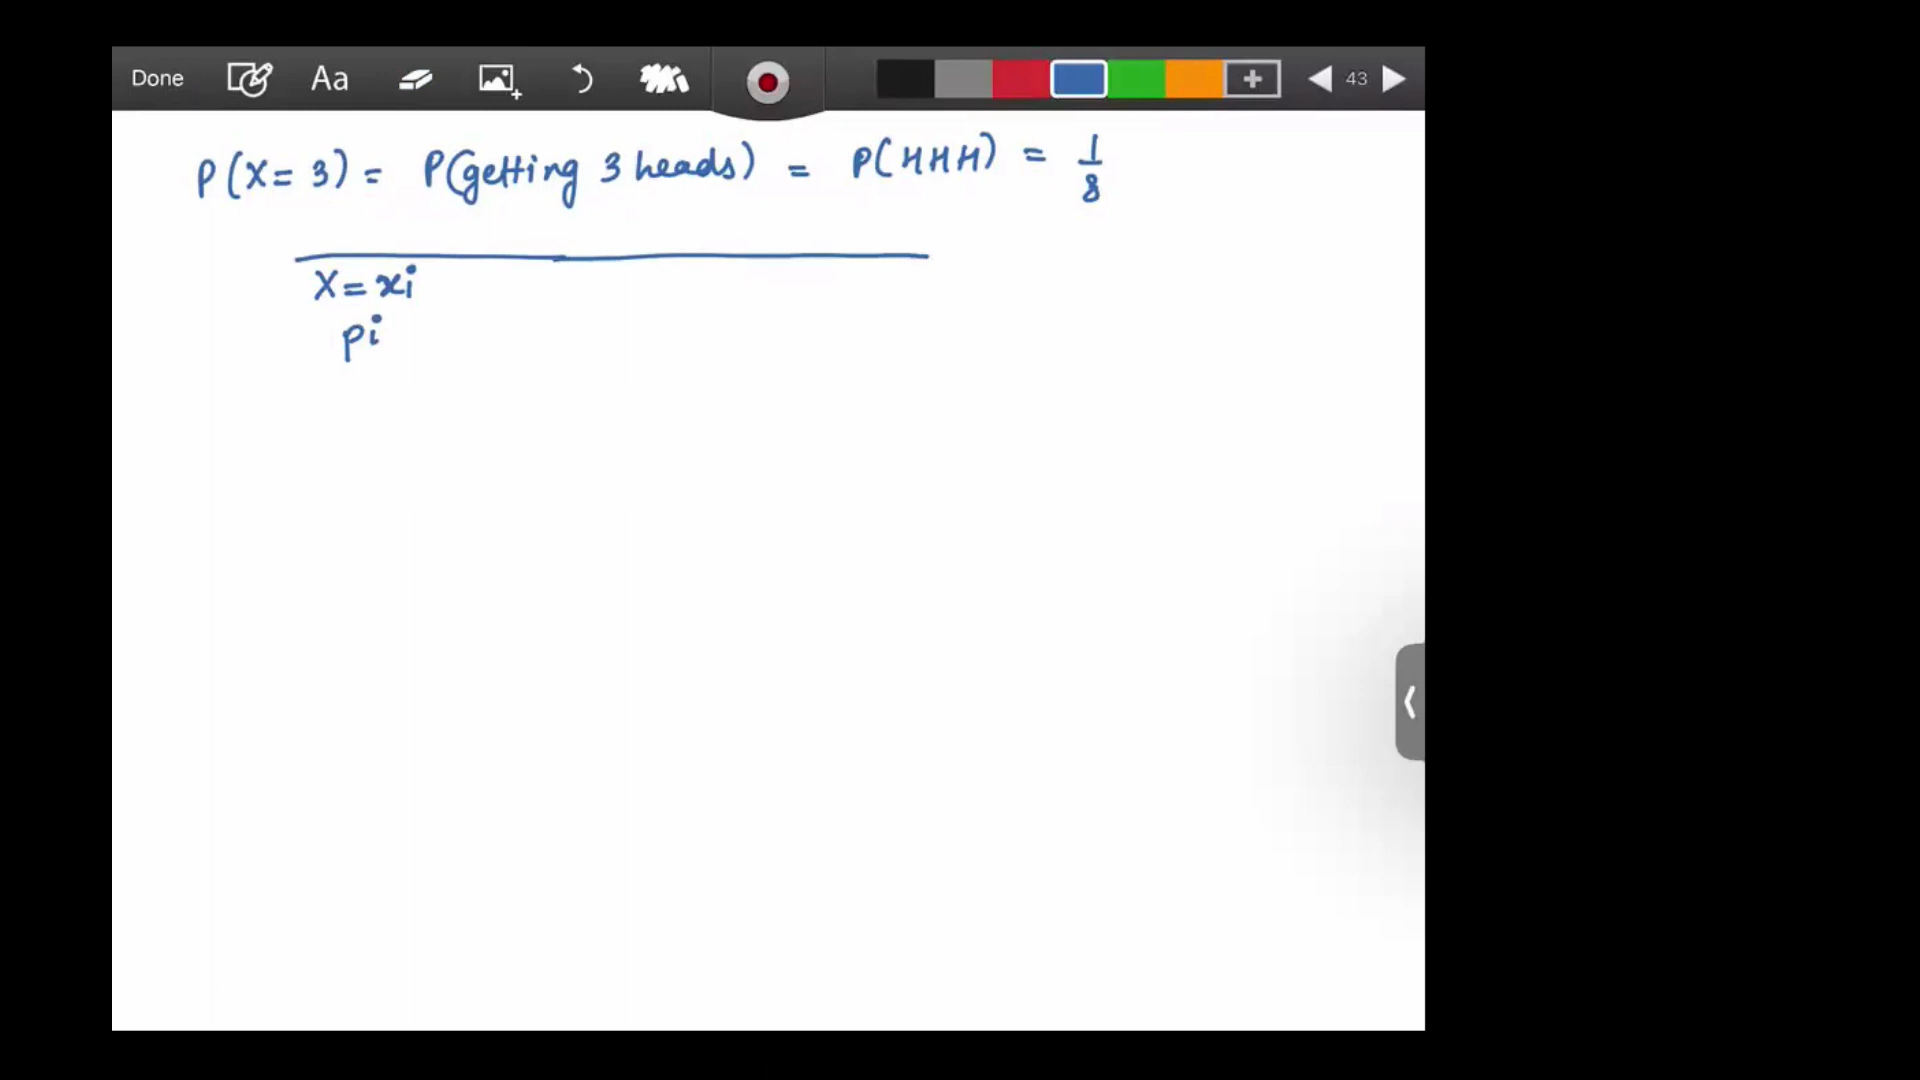 Done Aa 43
P(X=3) = P(getting 3 heads) = P(HHH) = 1/8
X = xi
pi